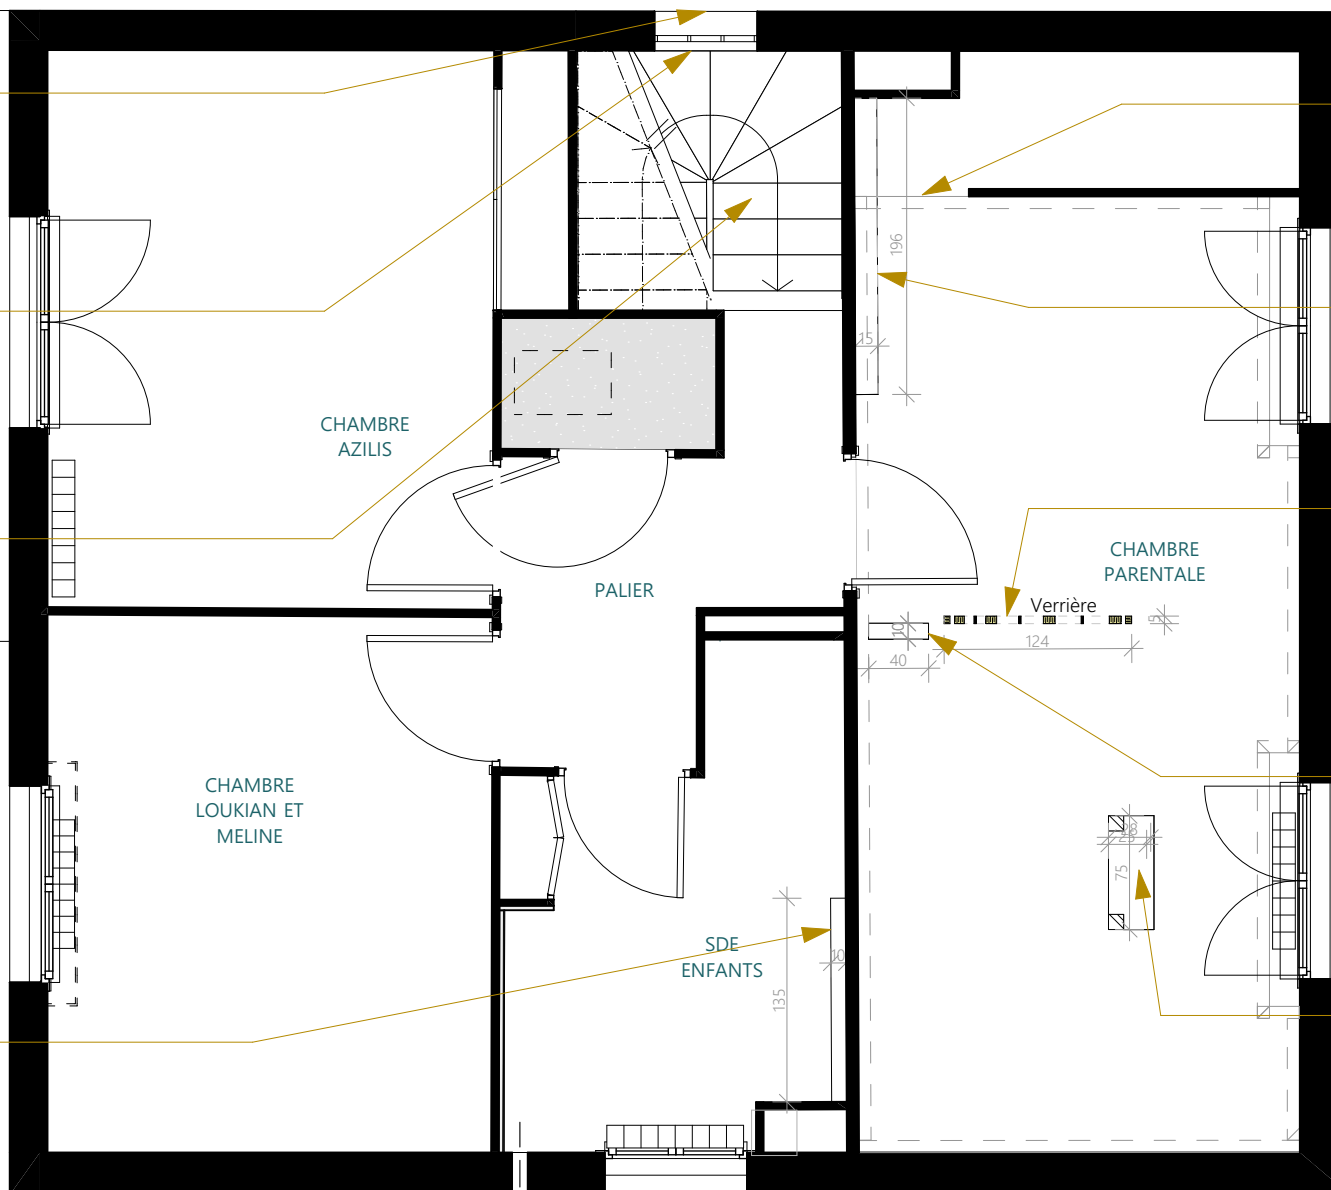 196
15
CHAMBRE
AZILIS
CHAMBRE
PARENTALE
PALIER
Verrière
10
124
40
CHAMBRE
LOUKIAN ET
MELINE
75
SDE
ENFANTS
10
135